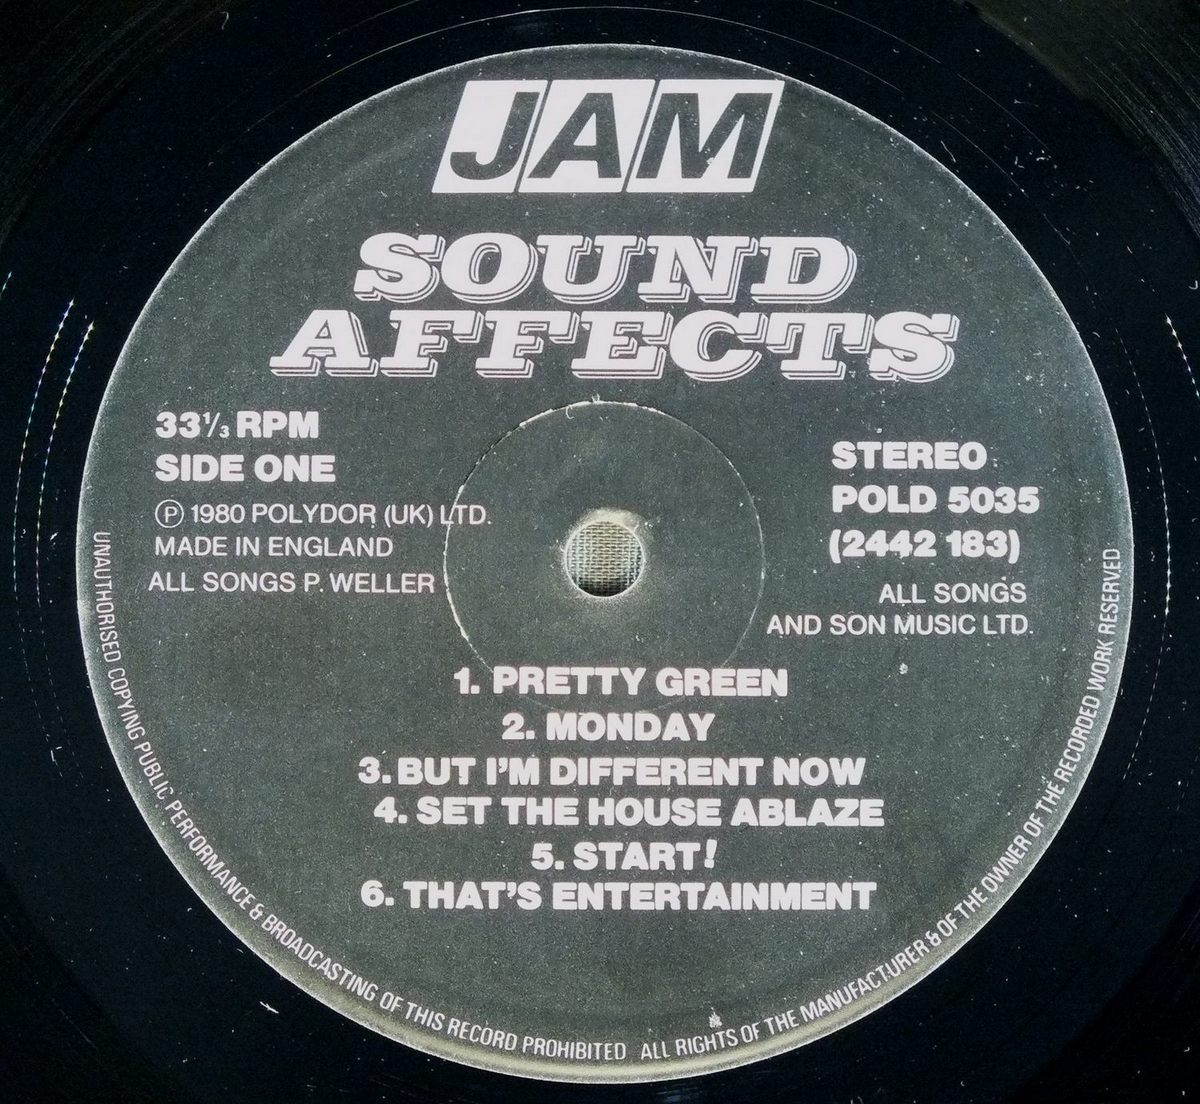 JAM
SOUND
AFFECTS
33⅓ RPM
SIDE ONE
Ⓟ 1980 POLYDOR (UK) LTD.
MADE IN ENGLAND
ALL SONGS P. WELLER
STEREO
POLD 5035
(2442 183)
ALL SONGS
AND SON MUSIC LTD.
1. PRETTY GREEN
2. MONDAY
3. BUT I'M DIFFERENT NOW
4. SET THE HOUSE ABLAZE
5. START!
6. THAT'S ENTERTAINMENT
UNAUTHORISED COPYING PUBLIC PERFORMANCE & BROADCASTING OF THIS RECORD PROHIBITED ALL RIGHTS OF THE MANUFACTURER & OF THE OWNER OF THE RECORDED WORK RESERVED